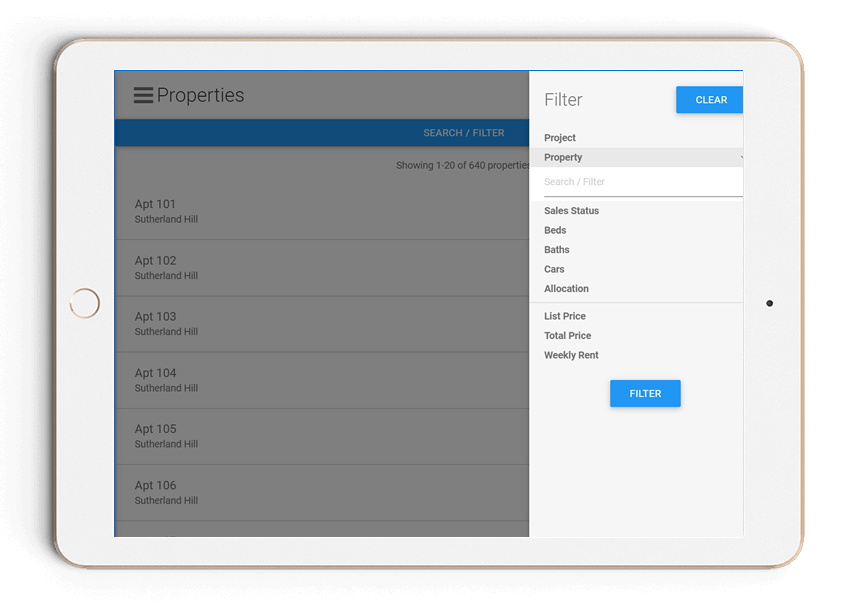 Properties
SEARCH / FILTER
Showing 1-20 of 640 properties
Apt 101
Sutherland Hill
Apt 102
Sutherland Hill
Apt 103
Sutherland Hill
Apt 104
Sutherland Hill
Apt 105
Sutherland Hill
Apt 106
Sutherland Hill
Filter
CLEAR
Project
Property
Search / Filter
Sales Status
Beds
Baths
Cars
Allocation
List Price
Total Price
Weekly Rent
FILTER